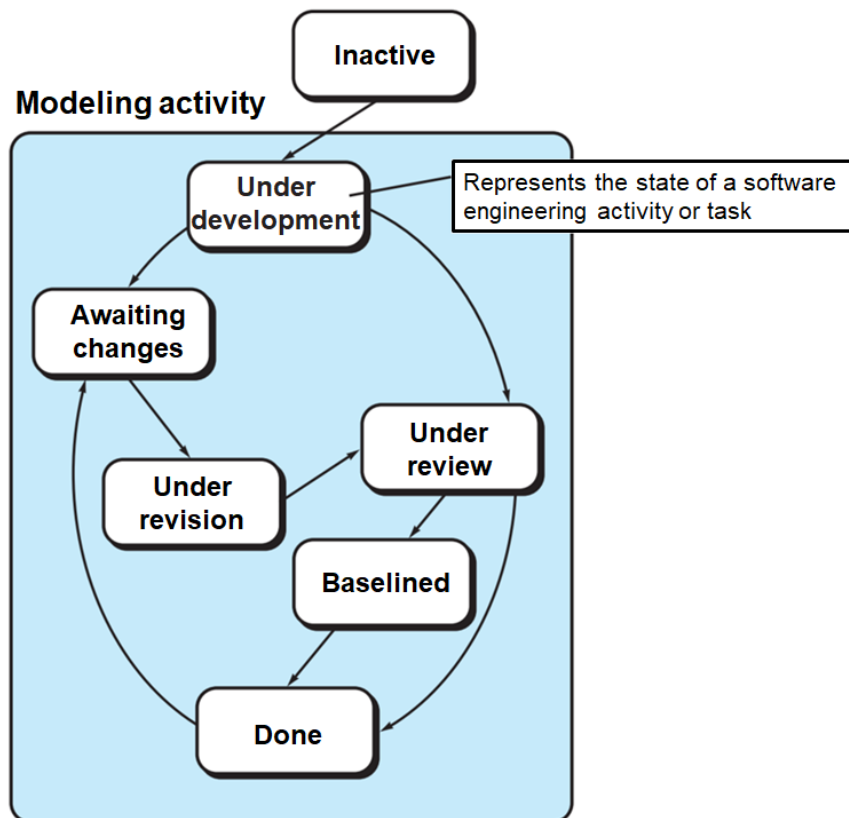 Inactive
Modeling activity
Under
development
Represents the state of a software
engineering activity or task
Awaiting
changes
Under
review
Under
revision
Baselined
Done